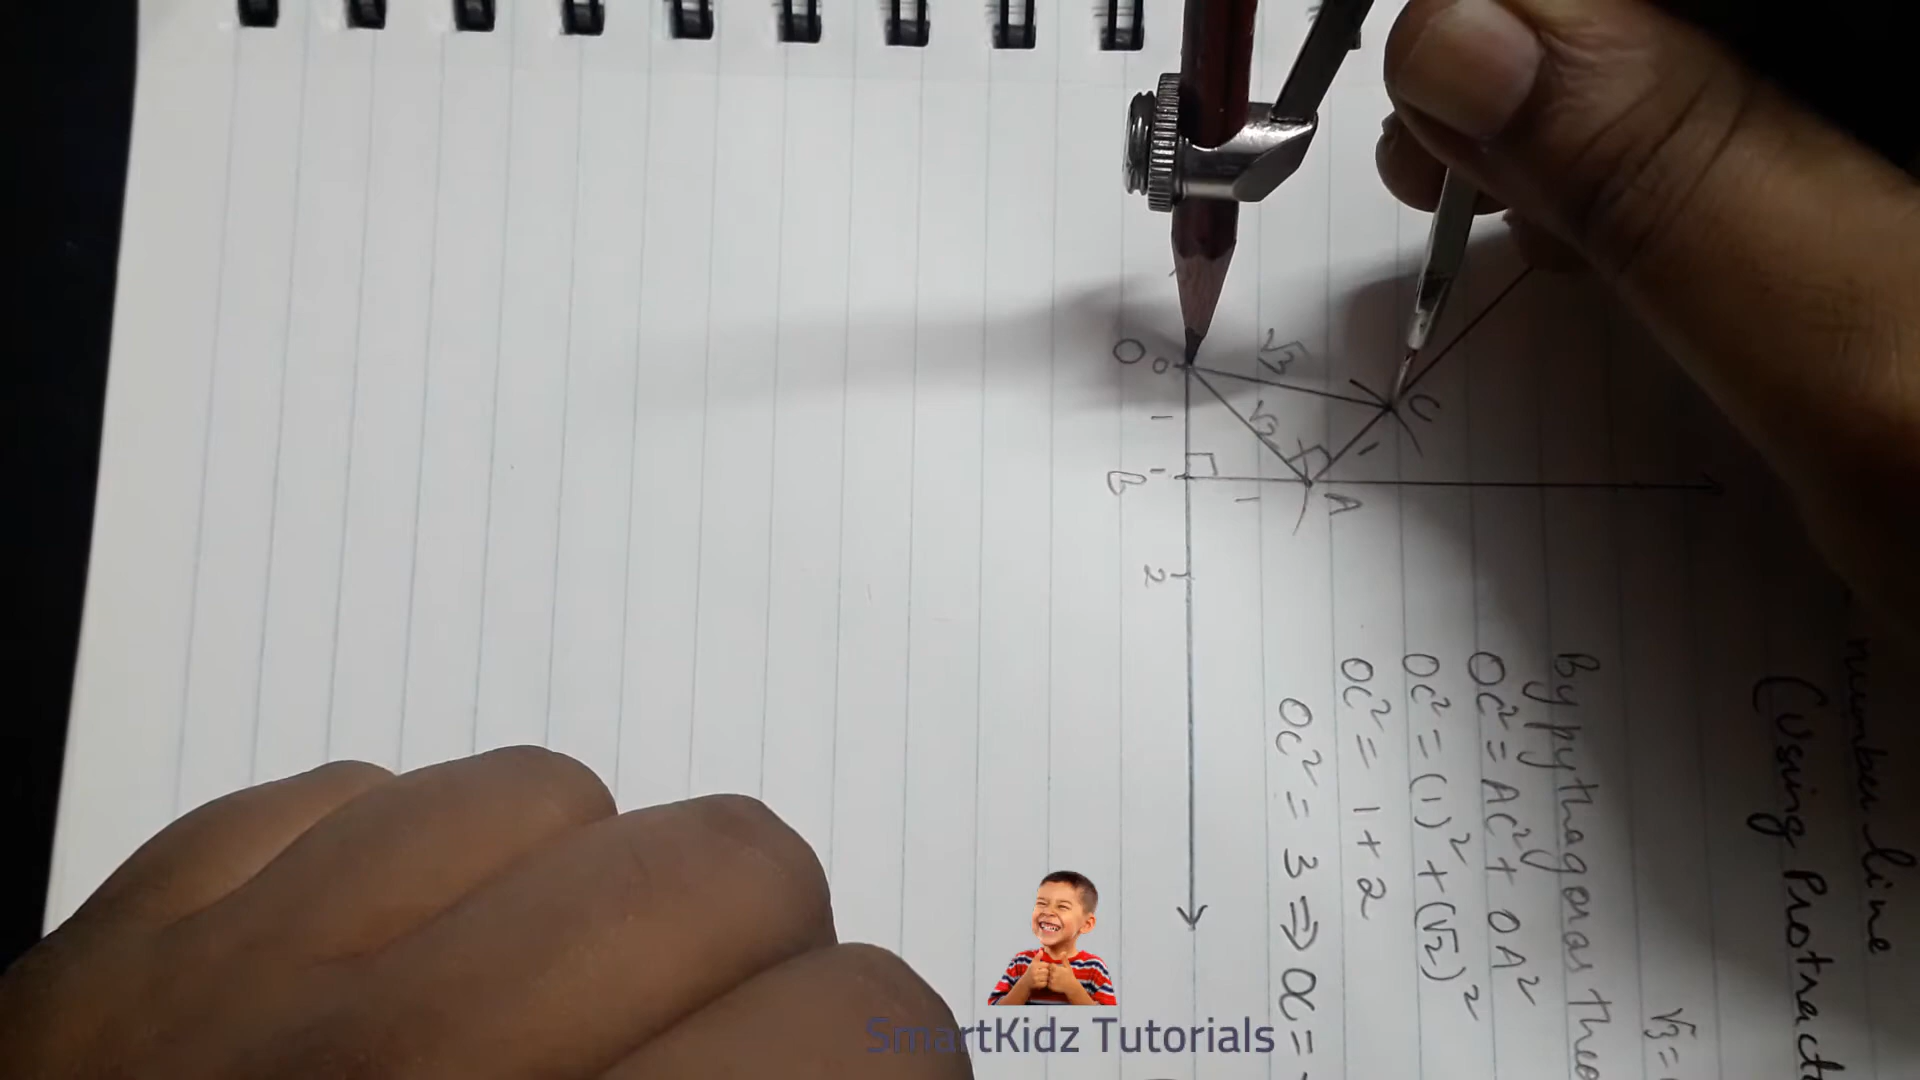 number line
(Using Protract
√3 =
By pythagoras theo
OC² = AC² + OA²
OC² = (1)² + (√2)²
OC² = 1 + 2
OC² = 3 ⇒ OC =
O 0 1 1 2
B
1
A
1
C
√2
√3
SmartKidz Tutorials